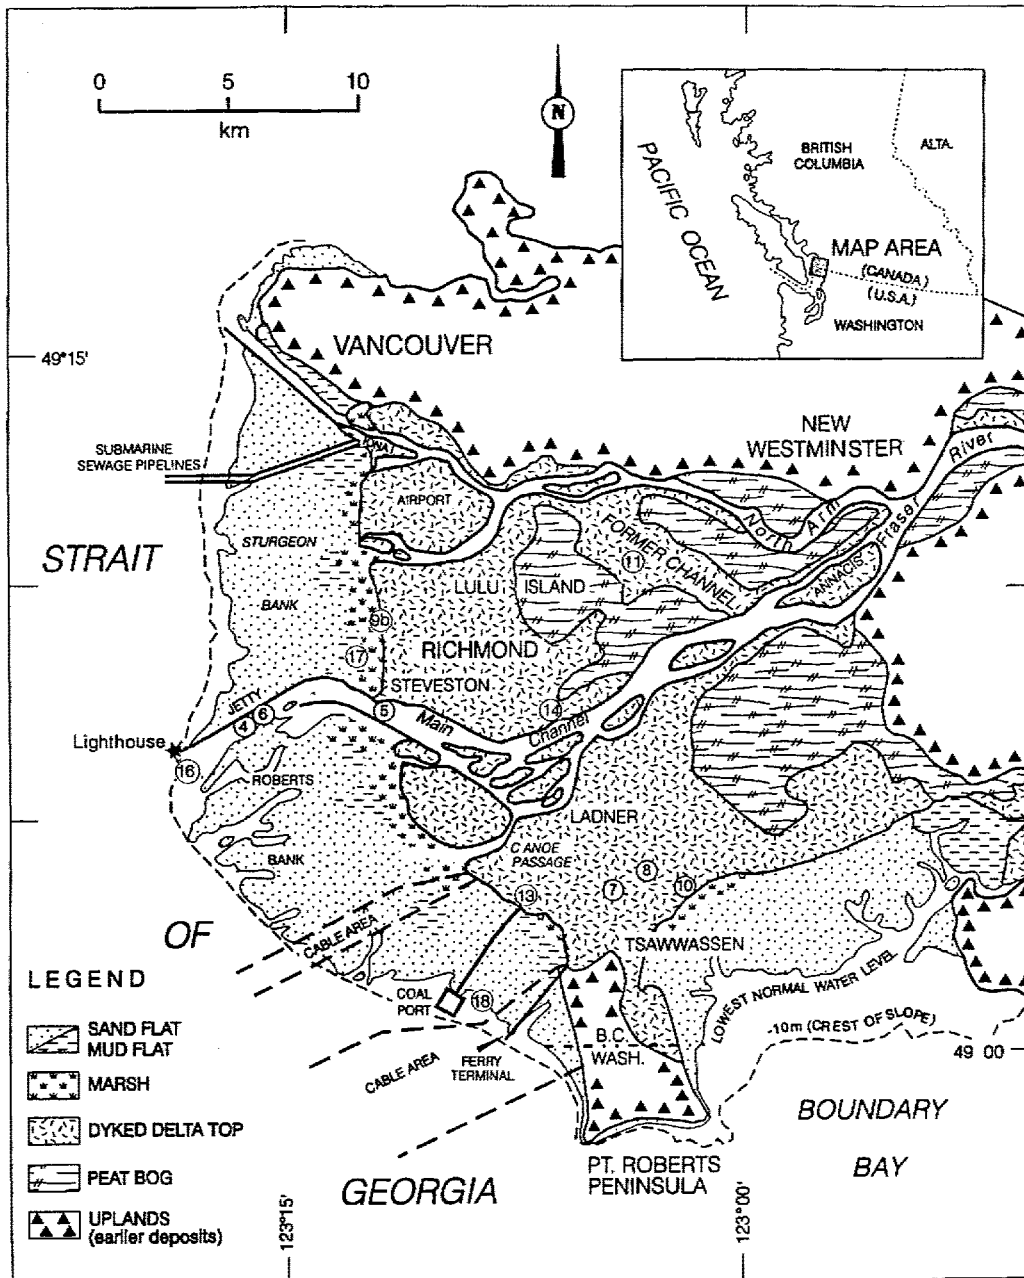 0 5 10
km
N
PACIFIC OCEAN
BRITISH
COLUMBIA
ALTA.
MAP AREA
(CANADA)
(U.S.A.)
WASHINGTON
49°15'
VANCOUVER
NEW
WESTMINSTER
River
SUBMARINE
SEWAGE PIPELINES
IONA I.
AIRPORT
North Arm
Fraser
STRAIT
STURGEON
BANK
FORMER CHANNEL
11
LULU ISLAND
ANNACIS
I.
9b
RICHMOND
17
STEVESTON
JETTY
4
6
5
14
Main Channel
Lighthouse
16
ROBERTS
BANK
LADNER
CANOE
PASSAGE
8
7
10
13
OF
CABLE AREA
TSAWWASSEN
LOWEST NORMAL WATER LEVEL
LEGEND
COAL
PORT
18
-10m (CREST OF SLOPE)
SAND FLAT
MUD FLAT
B.C.
WASH.
49 00
CABLE AREA
FERRY
TERMINAL
MARSH
BOUNDARY
BAY
DYKED DELTA TOP
PEAT BOG
GEORGIA
PT. ROBERTS
PENINSULA
UPLANDS
(earlier deposits)
123°15'
123°00'